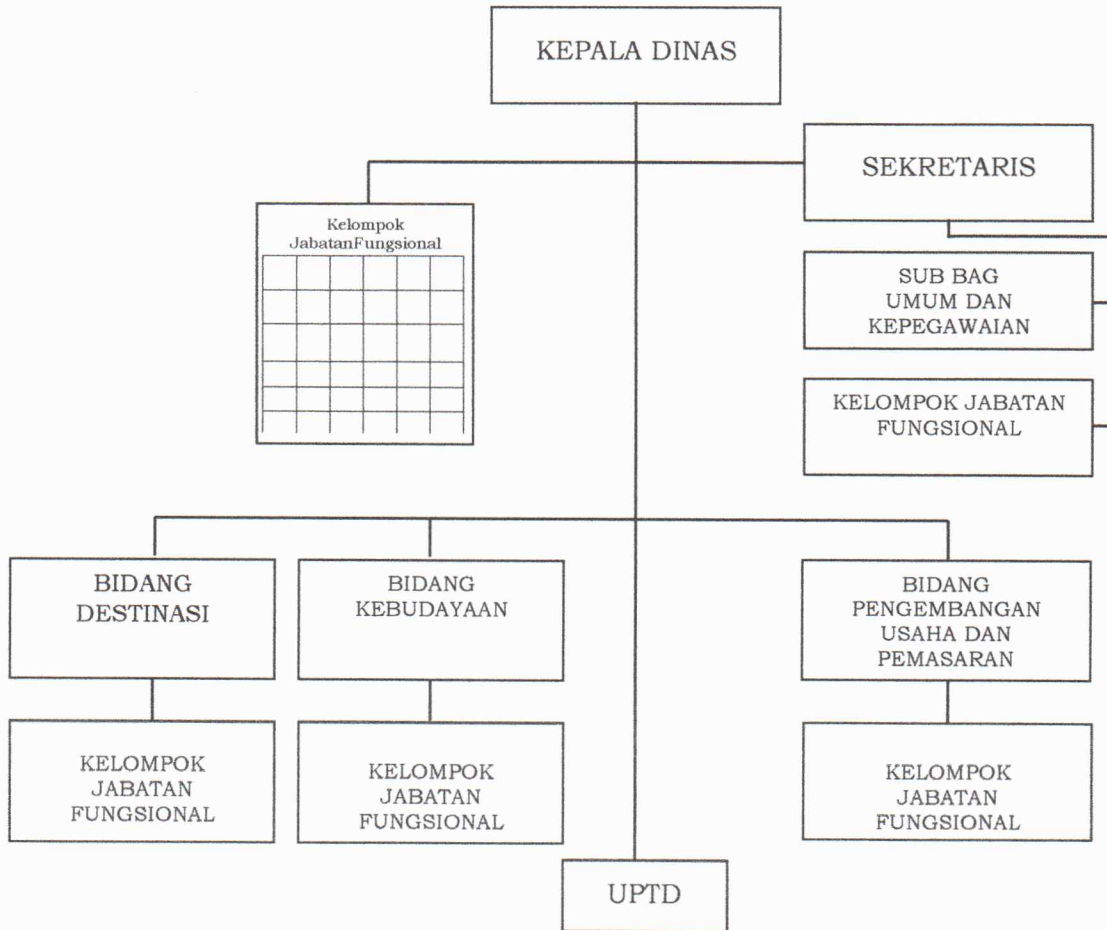 KEPALA DINAS
SEKRETARIS
Kelompok
JabatanFungsional
SUB BAG
UMUM DAN
KEPEGAWAIAN
KELOMPOK JABATAN
FUNGSIONAL
BIDANG
DESTINASI
BIDANG
KEBUDAYAAN
BIDANG
PENGEMBANGAN
USAHA DAN
PEMASARAN
KELOMPOK
JABATAN
FUNGSIONAL
KELOMPOK
JABATAN
FUNGSIONAL
KELOMPOK
JABATAN
FUNGSIONAL
UPTD